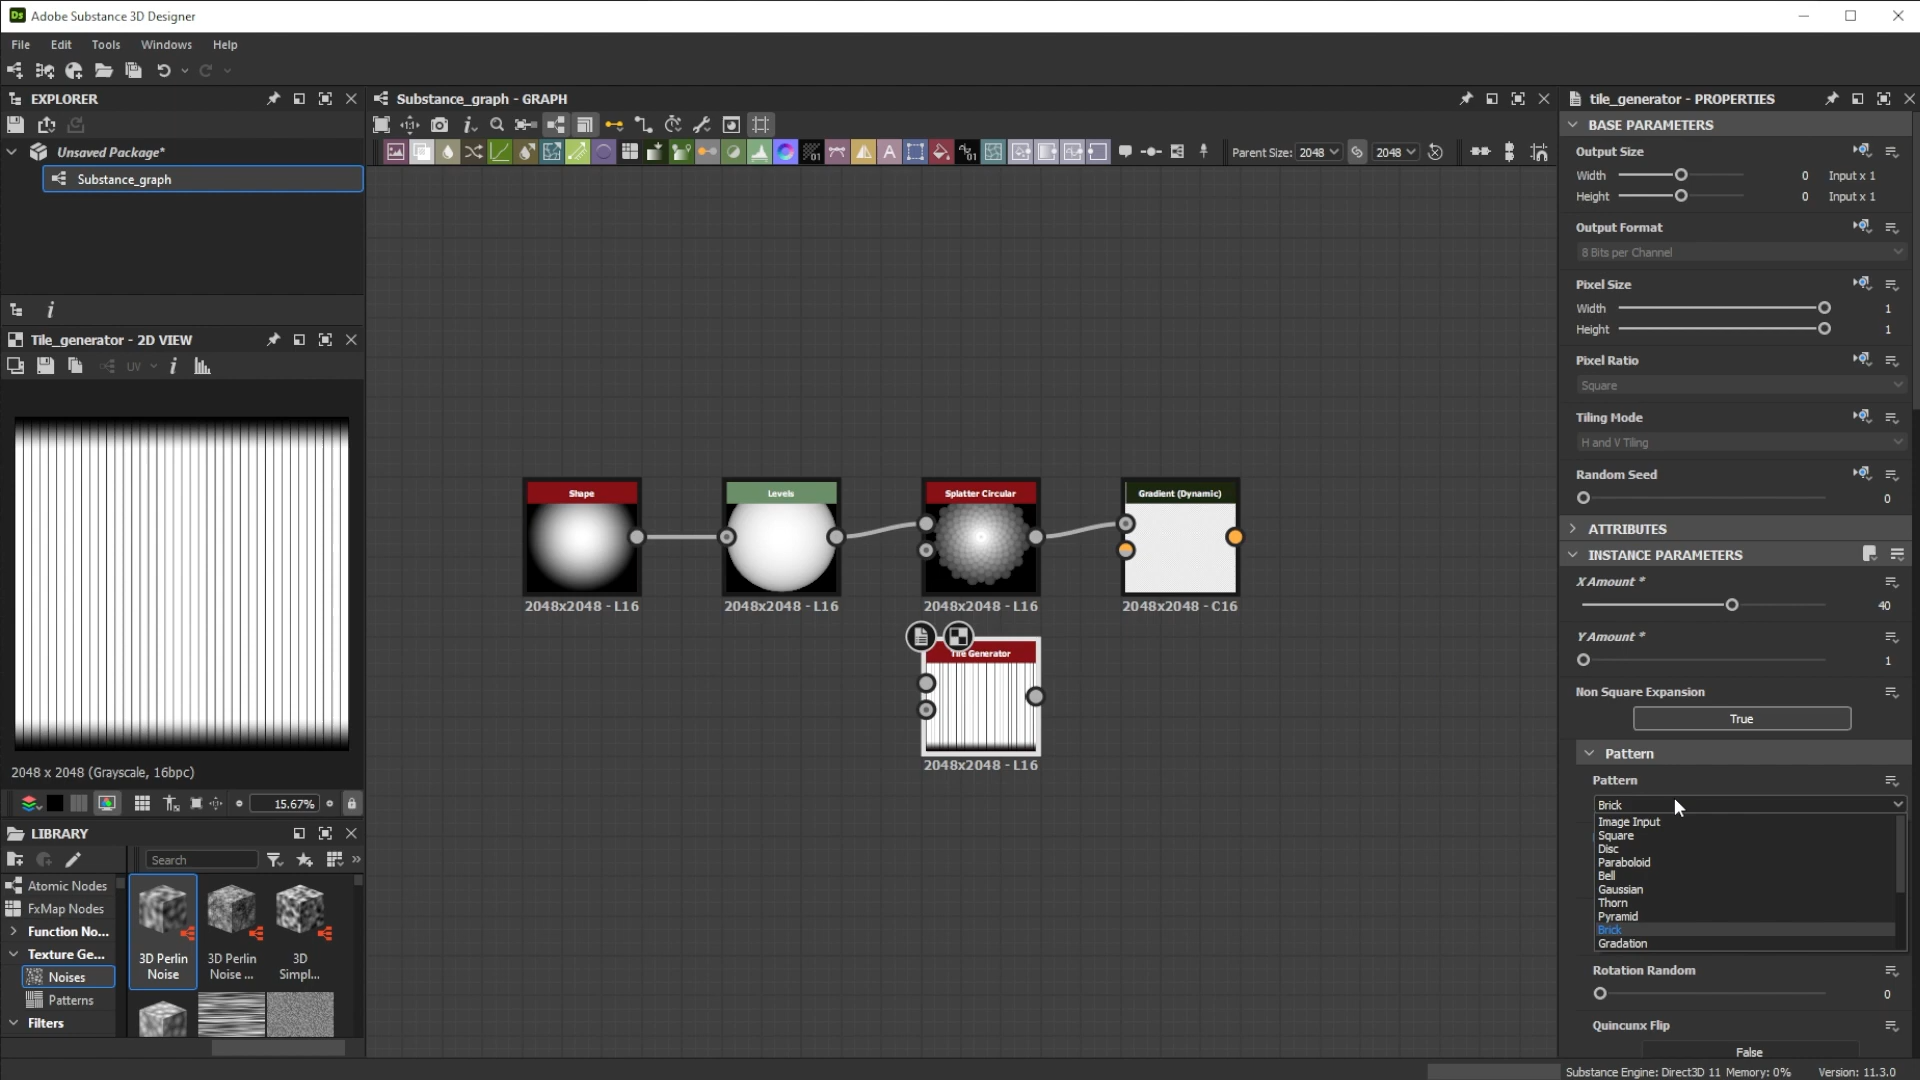 Ds Adobe Substance 3D Designer
File Edit Tools Windows Help
EXPLORER
Unsaved Package*
Substance_graph
Tile_generator - 2D VIEW
UV
2048 x 2048 (Grayscale, 16bpc)
15.67%
LIBRARY
Search
Atomic Nodes
FxMap Nodes
Function No...
Texture Ge...
Noises
Patterns
Filters
3D Perlin
Noise
3D Perlin
Noise ...
3D
Simpl...
Substance_graph - GRAPH
Parent Size: 2048 2048
Shape
2048x2048 - L16
Levels
2048x2048 - L16
Splatter Circular
2048x2048 - L16
Gradient (Dynamic)
2048x2048 - C16
Tile Generator
2048x2048 - L16
tile_generator - PROPERTIES
BASE PARAMETERS
Output Size
Width 0 Input x 1
Height 0 Input x 1
Output Format
8 Bits per Channel
Pixel Size
Width 1
Height 1
Pixel Ratio
Square
Tiling Mode
H and V Tiling
Random Seed
0
ATTRIBUTES
INSTANCE PARAMETERS
X Amount *
40
Y Amount *
1
Non Square Expansion
True
Pattern
Pattern
Brick
Image Input
Square
Disc
Paraboloid
Bell
Gaussian
Thorn
Pyramid
Brick
Gradation
Rotation Random
0
Quincunx Flip
False
Substance Engine: Direct3D 11 Memory: 0% Version: 11.3.0